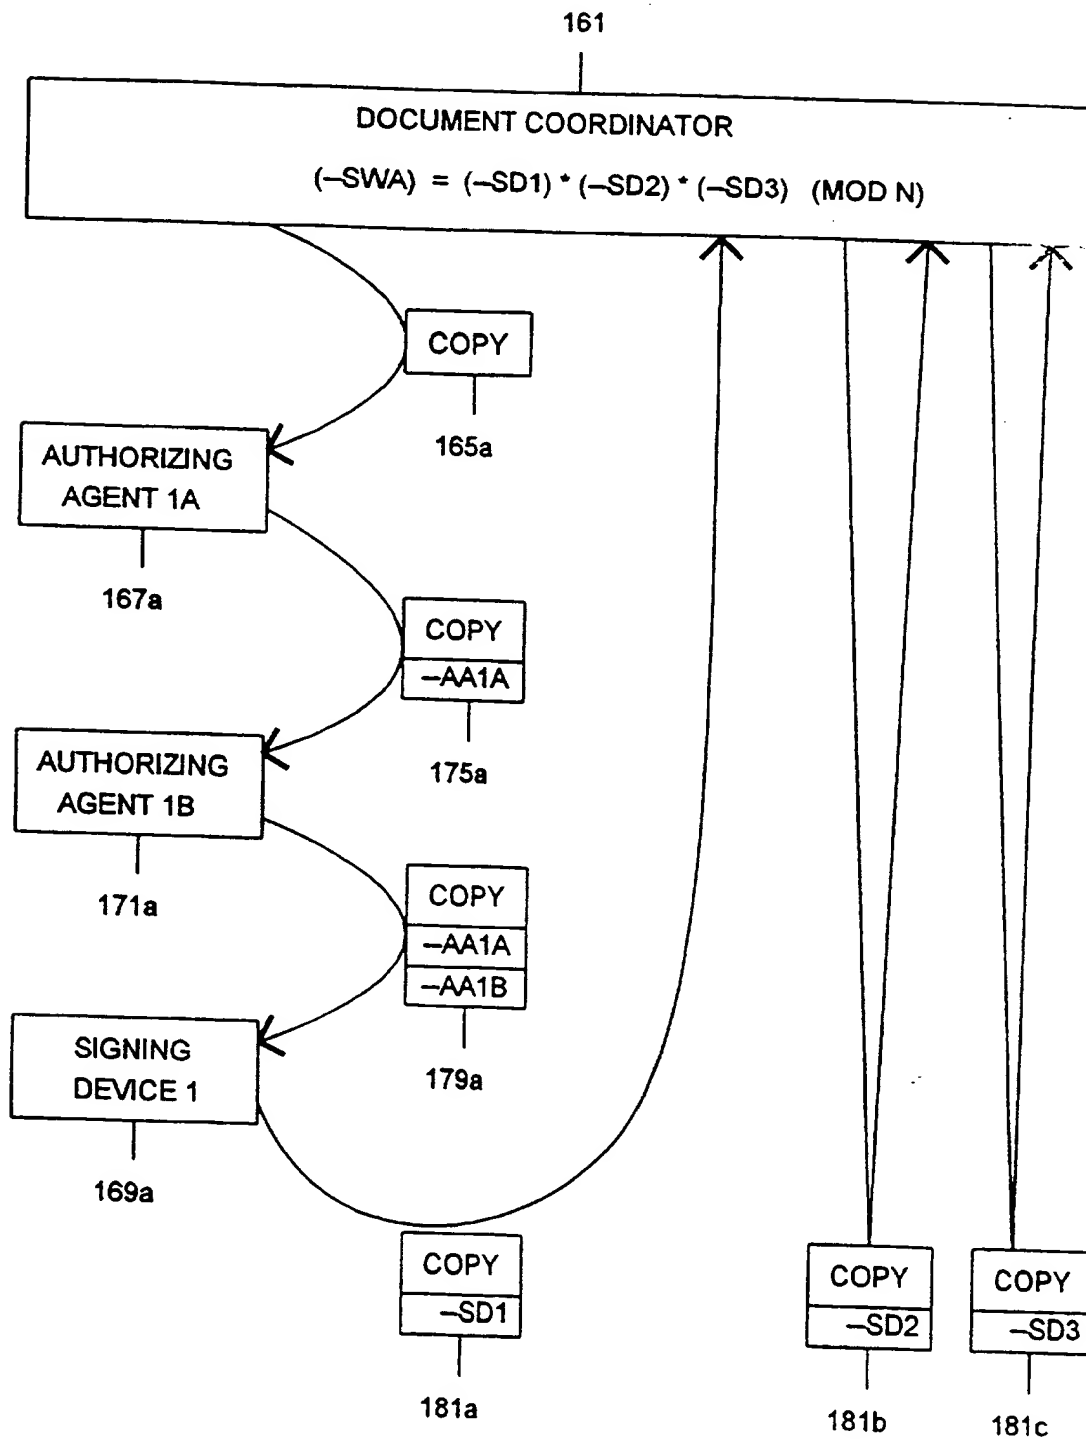 161
DOCUMENT COORDINATOR
(–SWA) = (–SD1) * (–SD2) * (–SD3) (MOD N)
COPY
165a
AUTHORIZING
AGENT 1A
167a
COPY
–AA1A
175a
AUTHORIZING
AGENT 1B
171a
COPY
–AA1A
–AA1B
179a
SIGNING
DEVICE 1
169a
COPY
–SD1
181a
COPY
–SD2
181b
COPY
–SD3
181c